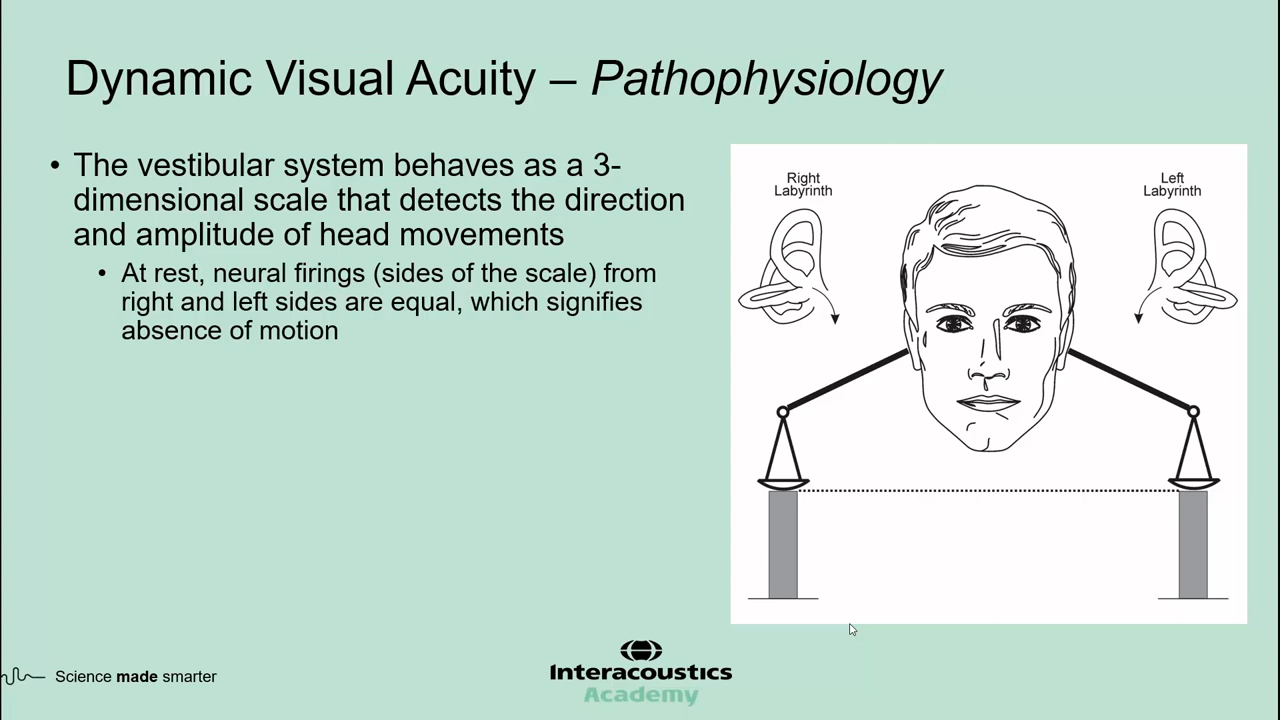 Dynamic Visual Acuity – Pathophysiology
• The vestibular system behaves as a 3-
dimensional scale that detects the direction
and amplitude of head movements
• At rest, neural firings (sides of the scale) from
right and left sides are equal, which signifies
absence of motion
Right
Labyrinth
Left
Labyrinth
Science made smarter
Interacoustics
Academy